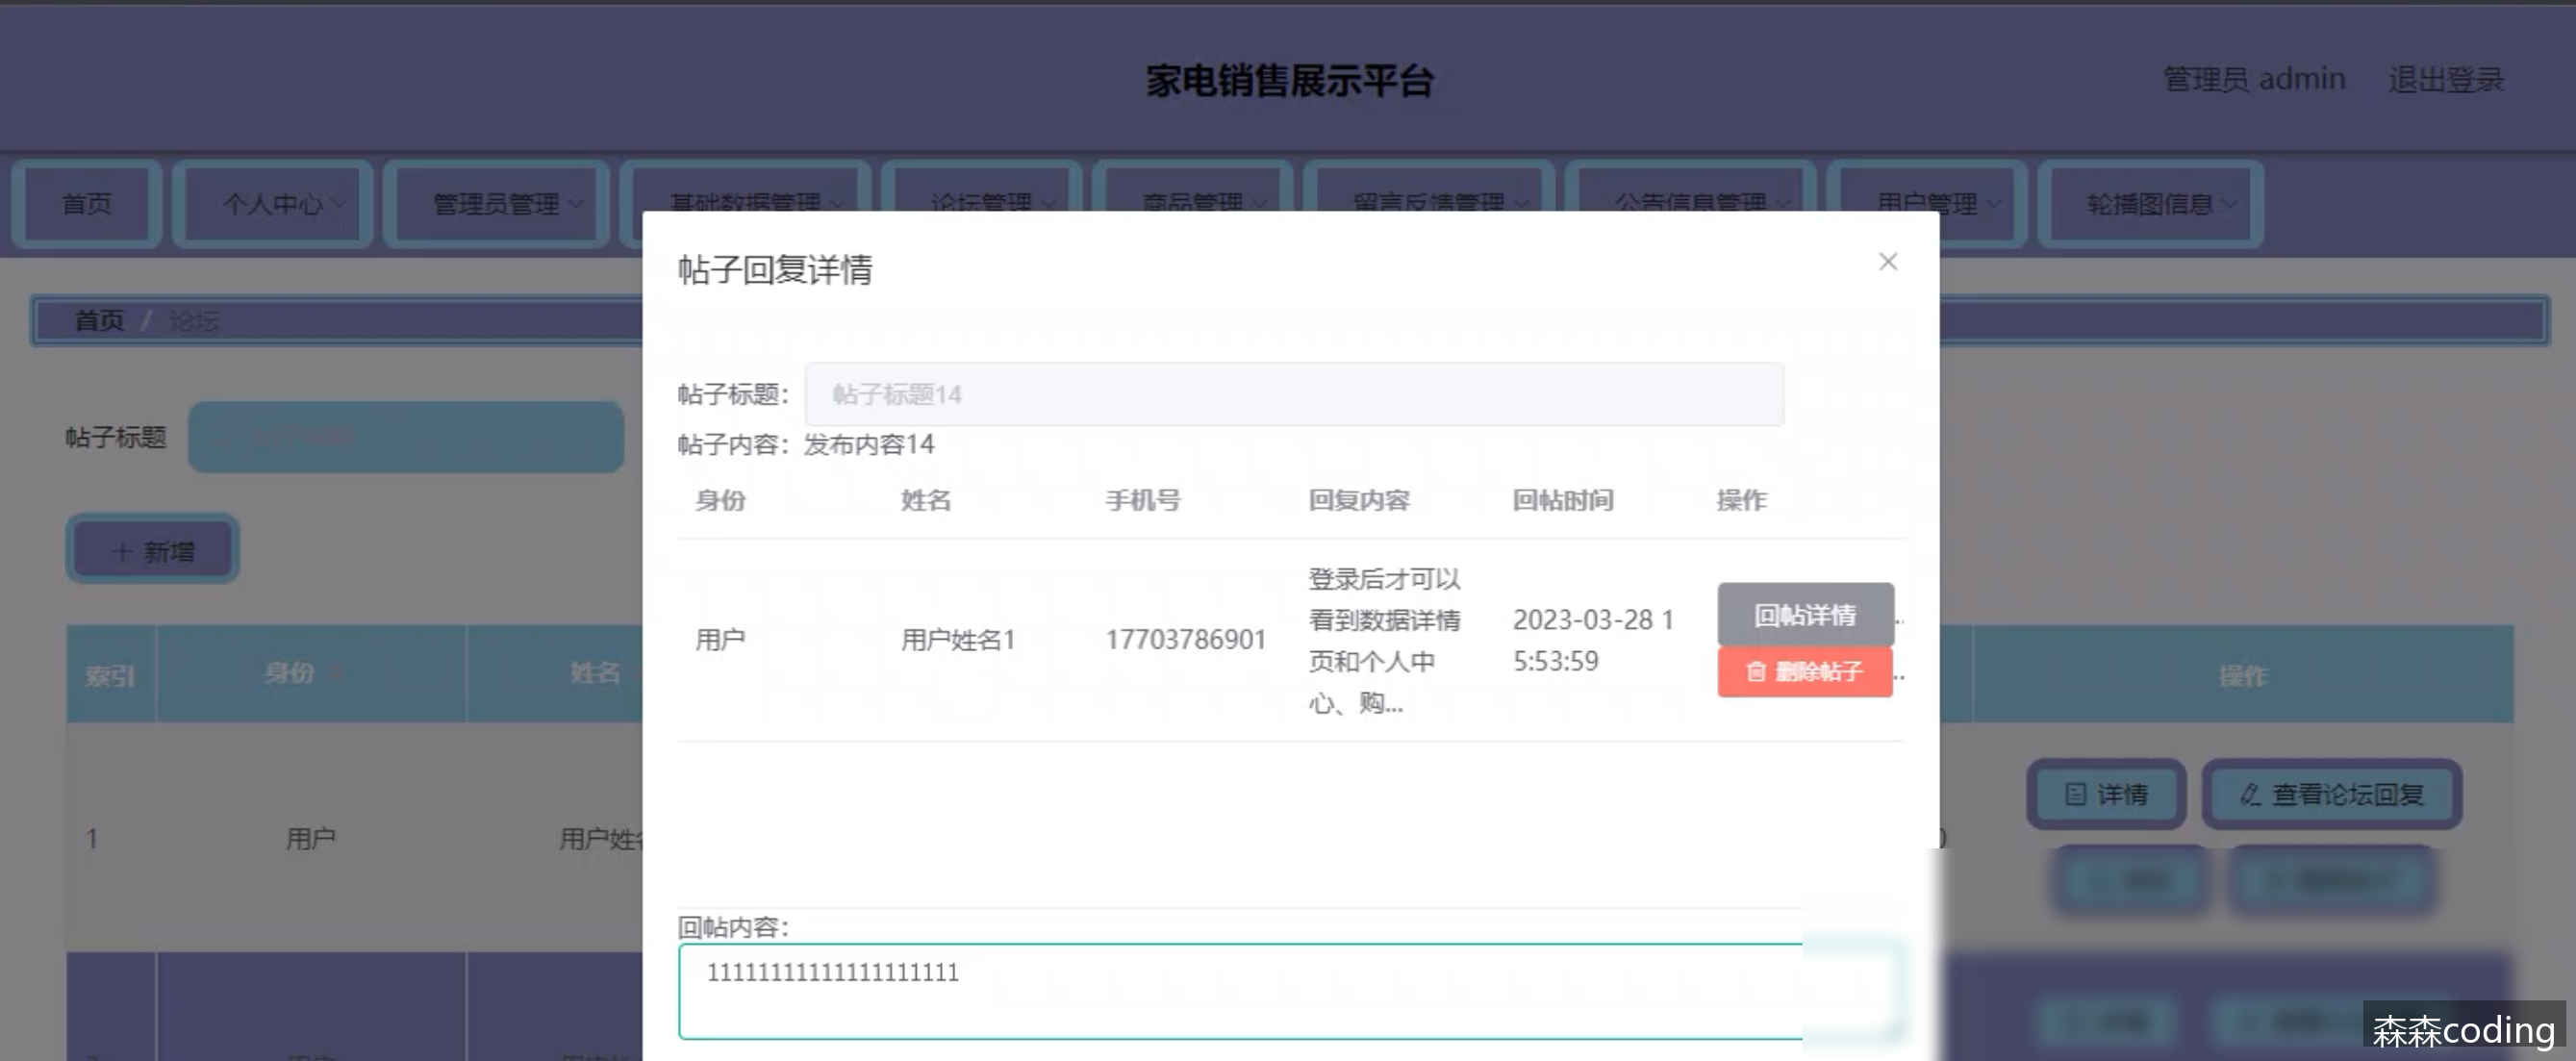 家电销售展示平台
管理员 admin
退出登录
首页
个人中心
管理员管理
基础数据管理
论坛管理
商品管理
留言反馈管理
公告信息管理
用户管理
轮播图信息
首页 / 论坛
帖子标题
新增
索引
身份
姓名
操作
1
用户
用户姓
详情
查看论坛回复
帖子回复详情
帖子标题: 帖子标题14
帖子内容: 发布内容14
身份
姓名
手机号
回复内容
回帖时间
操作
用户
用户姓名1
17703786901
登录后才可以
看到数据详情
页和个人中
心、购...
2023-03-28 1
5:53:59
回帖详情
删除帖子
回帖内容:
11111111111111111111
森森coding